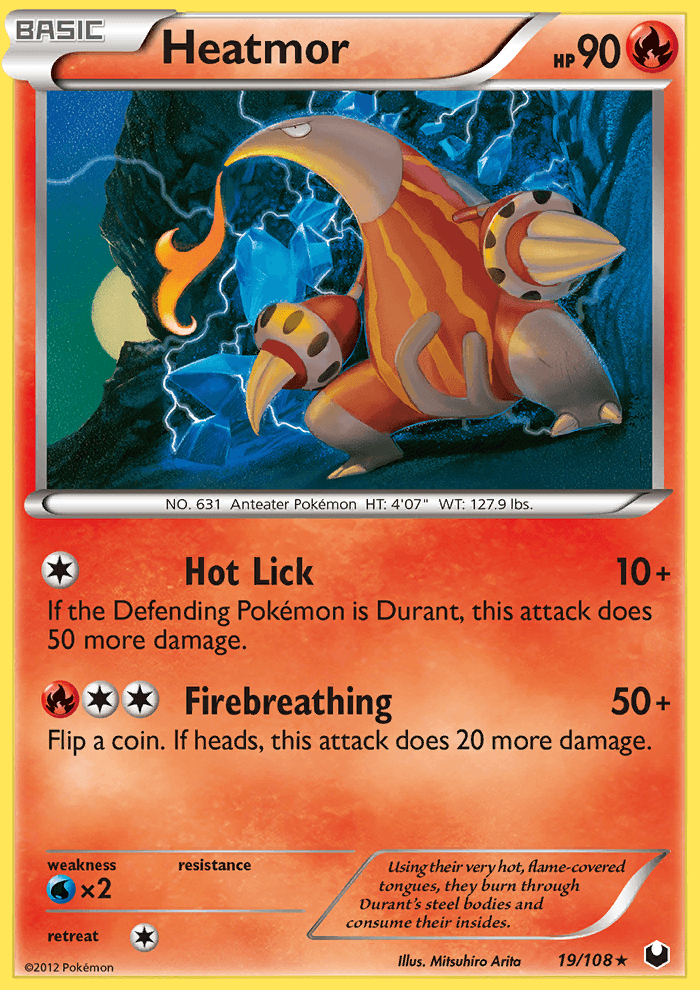 BASIC
Heatmor
HP 90
NO. 631 Anteater Pokémon HT: 4'07" WT: 127.9 lbs.
Hot Lick 10+
If the Defending Pokémon is Durant, this attack does
50 more damage.
Firebreathing 50+
Flip a coin. If heads, this attack does 20 more damage.
weakness resistance
×2
retreat
Using their very hot, flame-covered
tongues, they burn through
Durant's steel bodies and
consume their insides.
©2012 Pokémon
Illus. Mitsuhiro Arita 19/108 ★